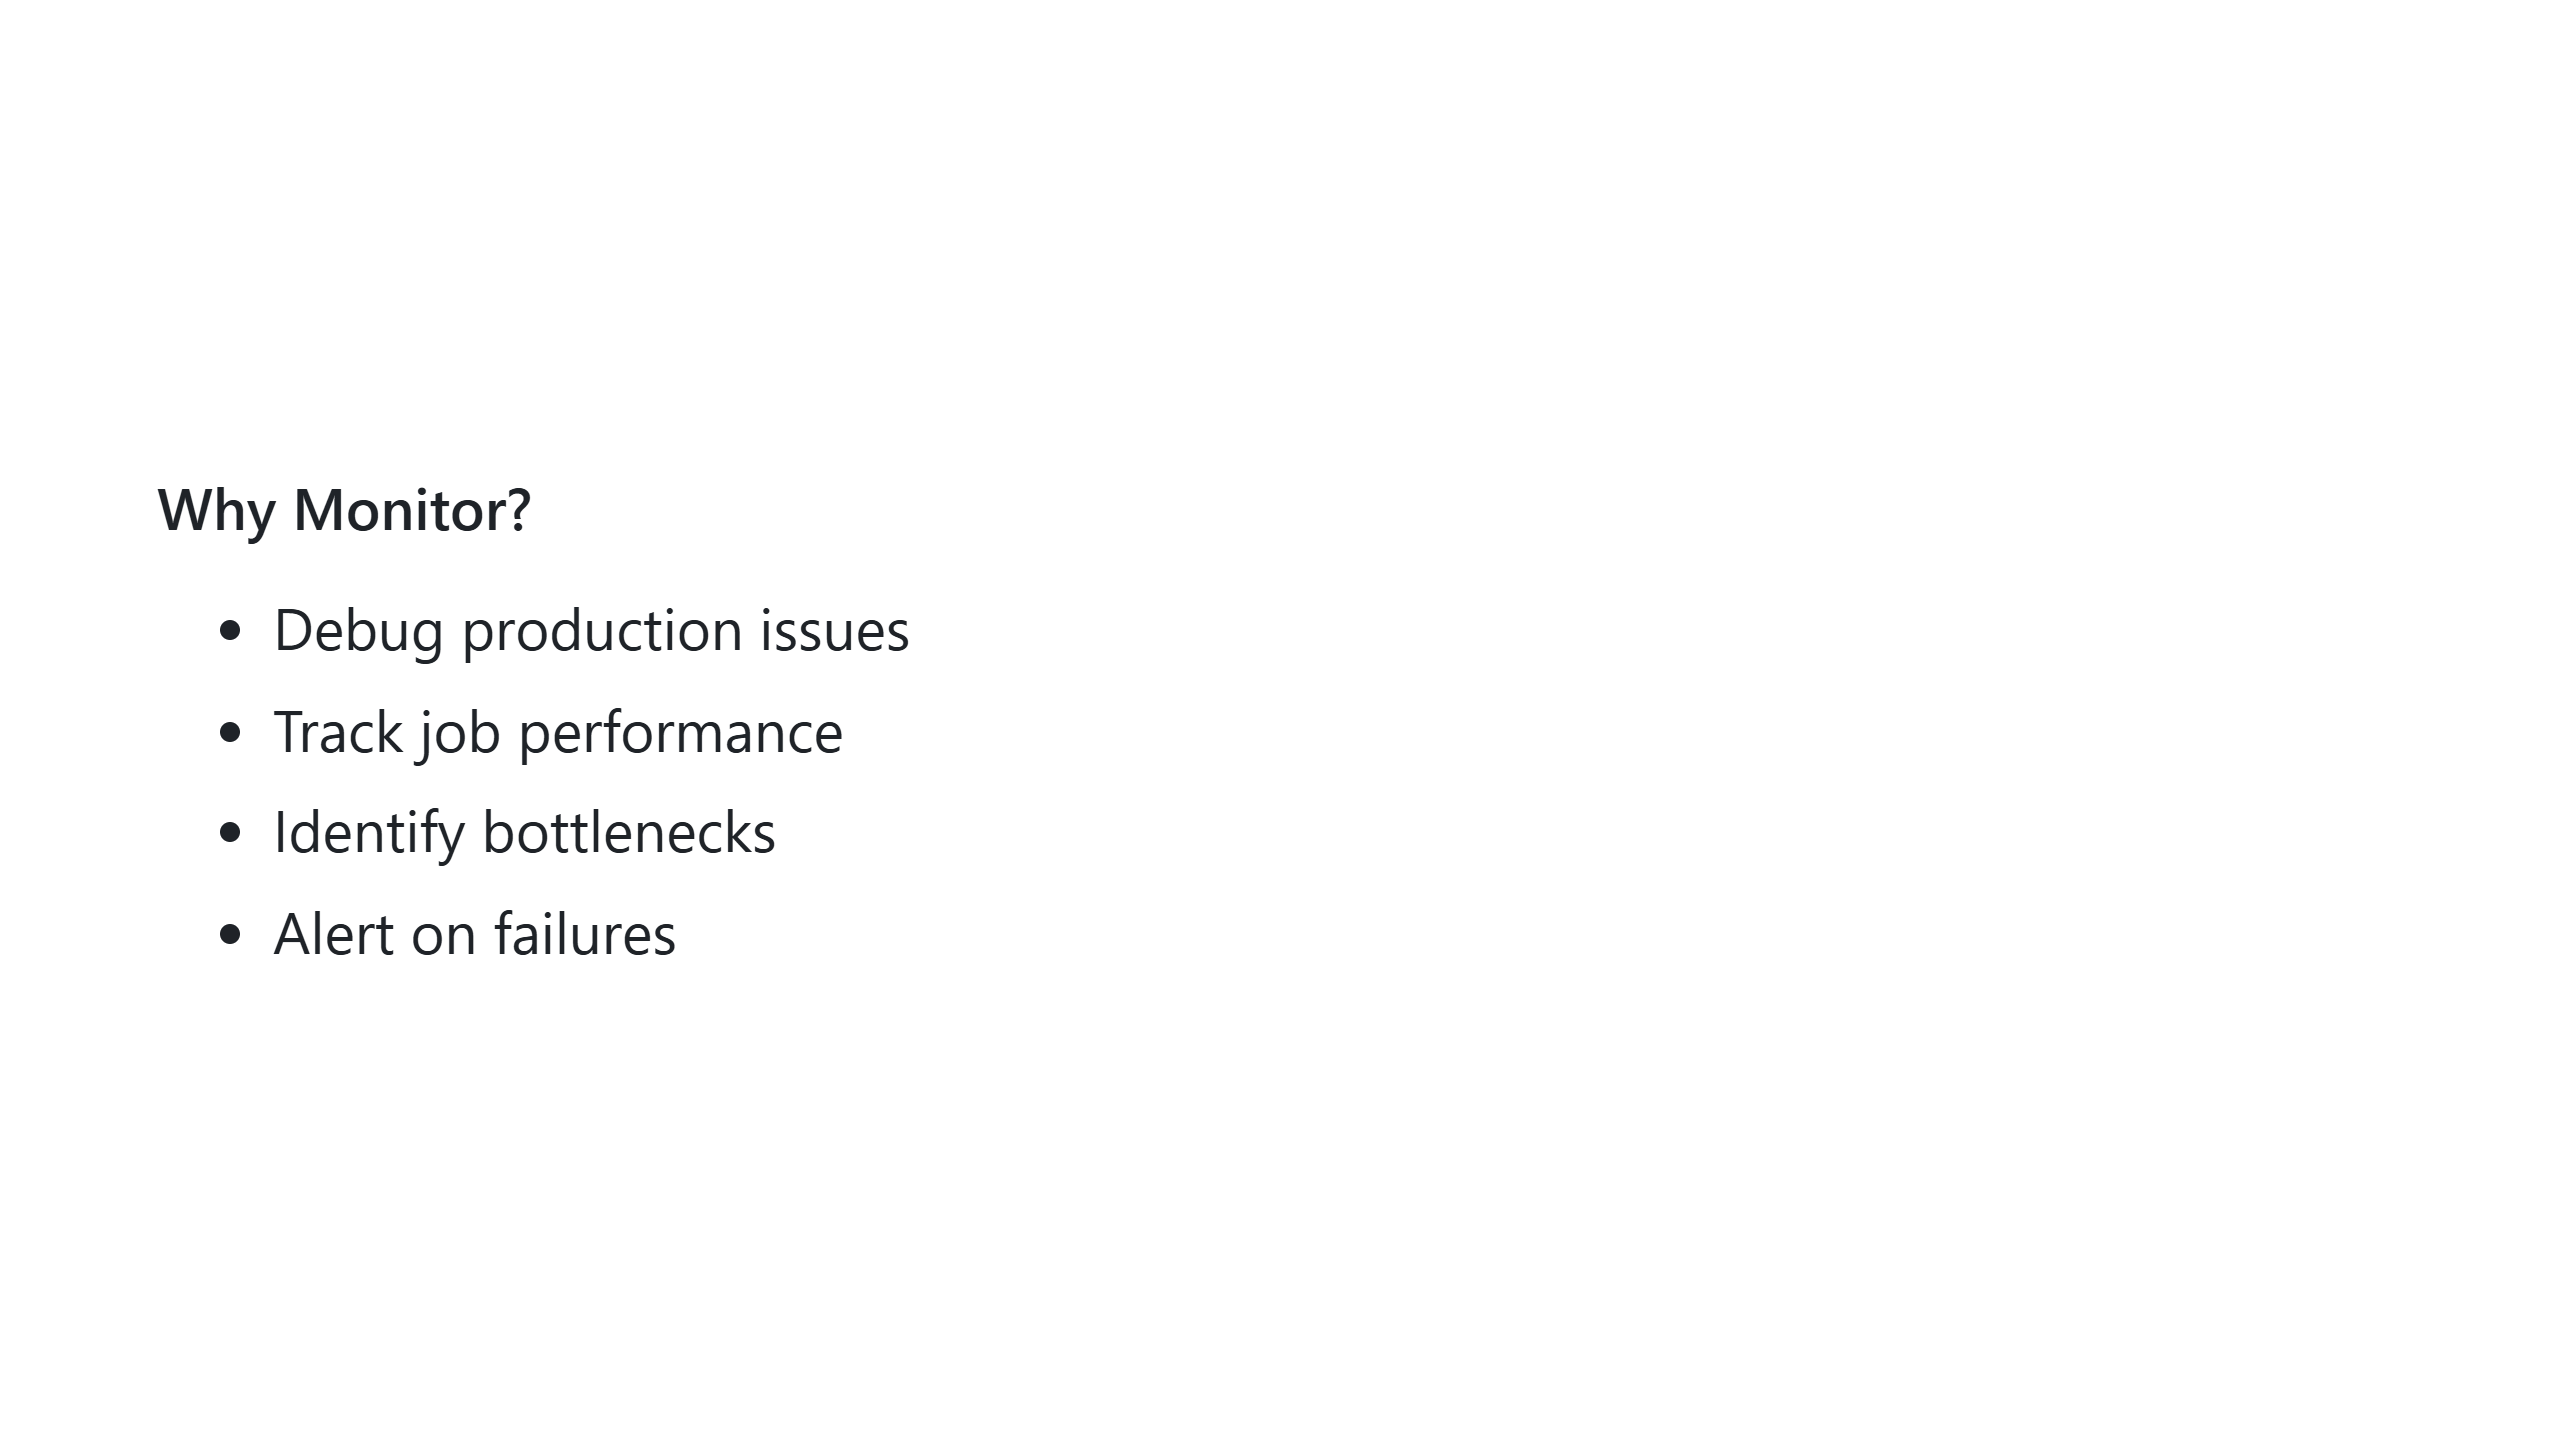 Why Monitor?
• Debug production issues
• Track job performance
• Identify bottlenecks
• Alert on failures